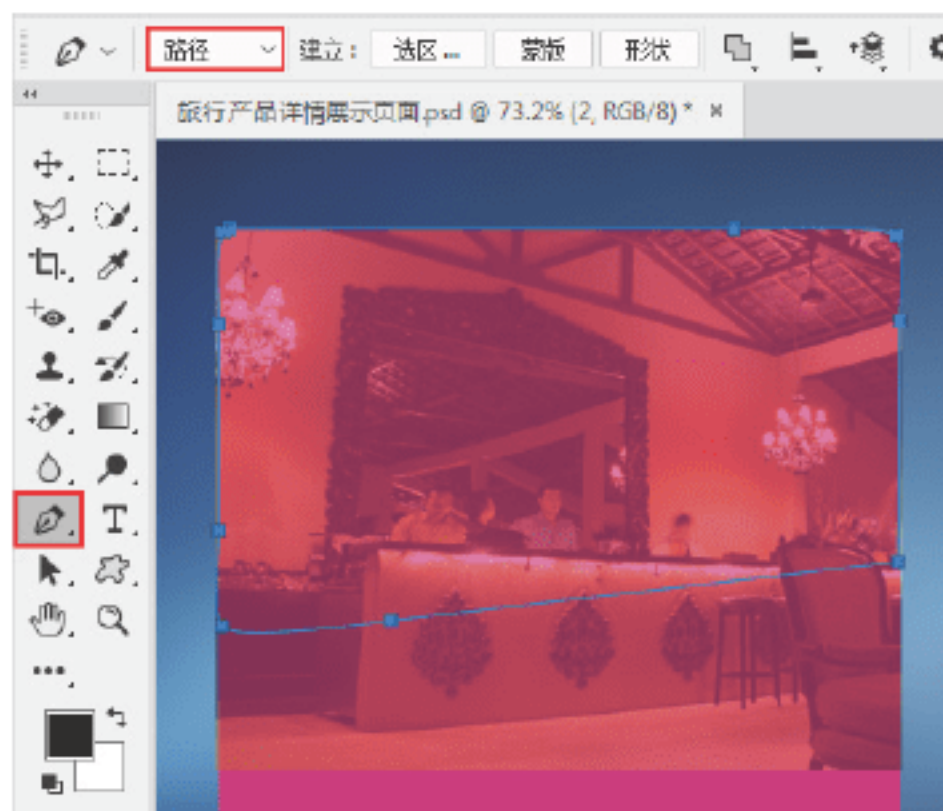 路径 建立: 选区... 蒙版 形状
旅行产品详情展示页面.psd @ 73.2% (2, RGB/8) * ×
T